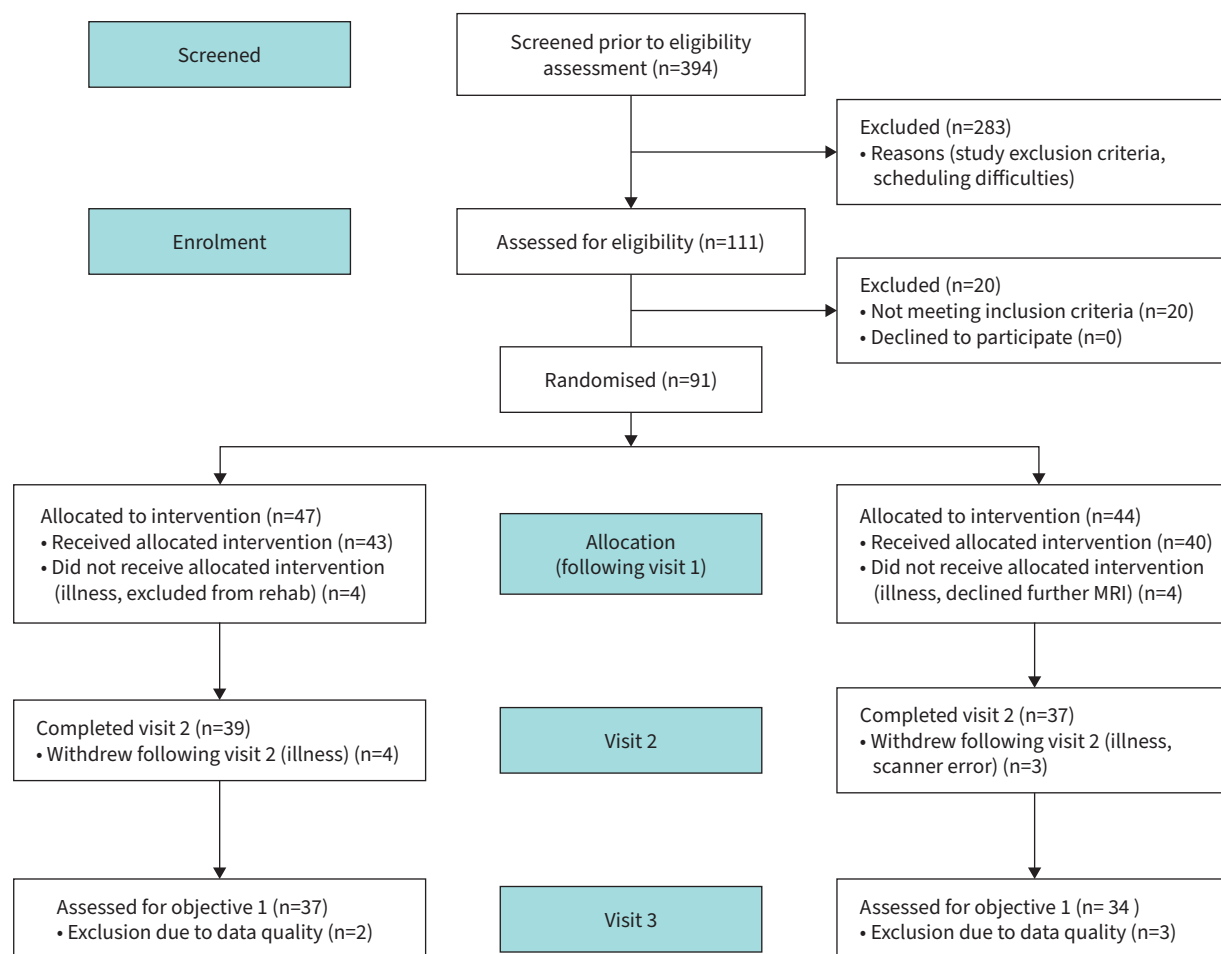 Screened
Screened prior to eligibility
assessment (n=394)
Excluded (n=283)
• Reasons (study exclusion criteria,
scheduling difficulties)
Enrolment
Assessed for eligibility (n=111)
Excluded (n=20)
• Not meeting inclusion criteria (n=20)
• Declined to participate (n=0)
Randomised (n=91)
Allocated to intervention (n=47)
• Received allocated intervention (n=43)
• Did not receive allocated intervention
(illness, excluded from rehab) (n=4)
Allocation
(following visit 1)
Allocated to intervention (n=44)
• Received allocated intervention (n=40)
• Did not receive allocated intervention
(illness, declined further MRI) (n=4)
Completed visit 2 (n=39)
• Withdrew following visit 2 (illness) (n=4)
Visit 2
Completed visit 2 (n=37)
• Withdrew following visit 2 (illness,
scanner error) (n=3)
Assessed for objective 1 (n=37)
• Exclusion due to data quality (n=2)
Visit 3
Assessed for objective 1 (n= 34 )
• Exclusion due to data quality (n=3)